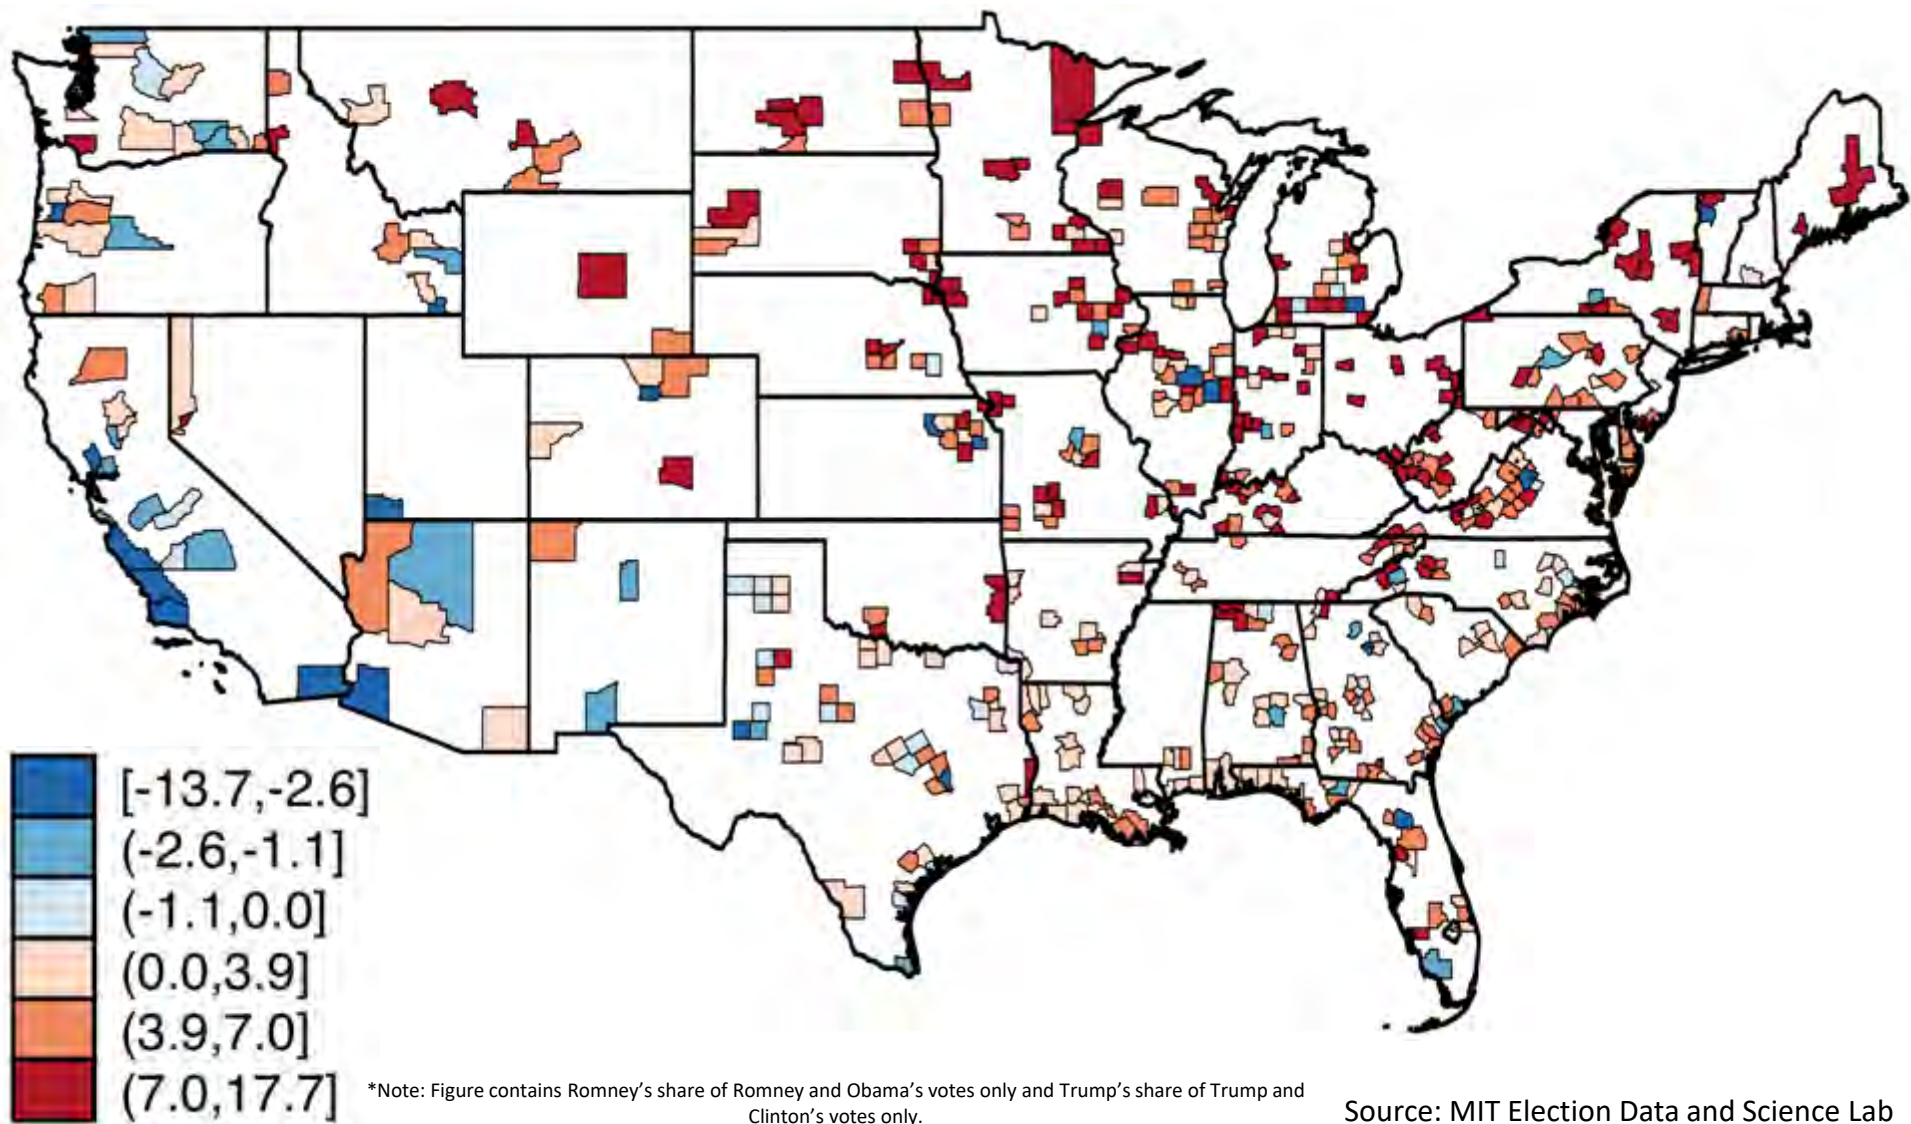 [-13.7,-2.6]
(-2.6,-1.1]
(-1.1,0.0]
(0.0,3.9]
(3.9,7.0]
(7.0,17.7]
*Note: Figure contains Romney’s share of Romney and Obama’s votes only and Trump’s share of Trump and
Clinton’s votes only.
Source: MIT Election Data and Science Lab